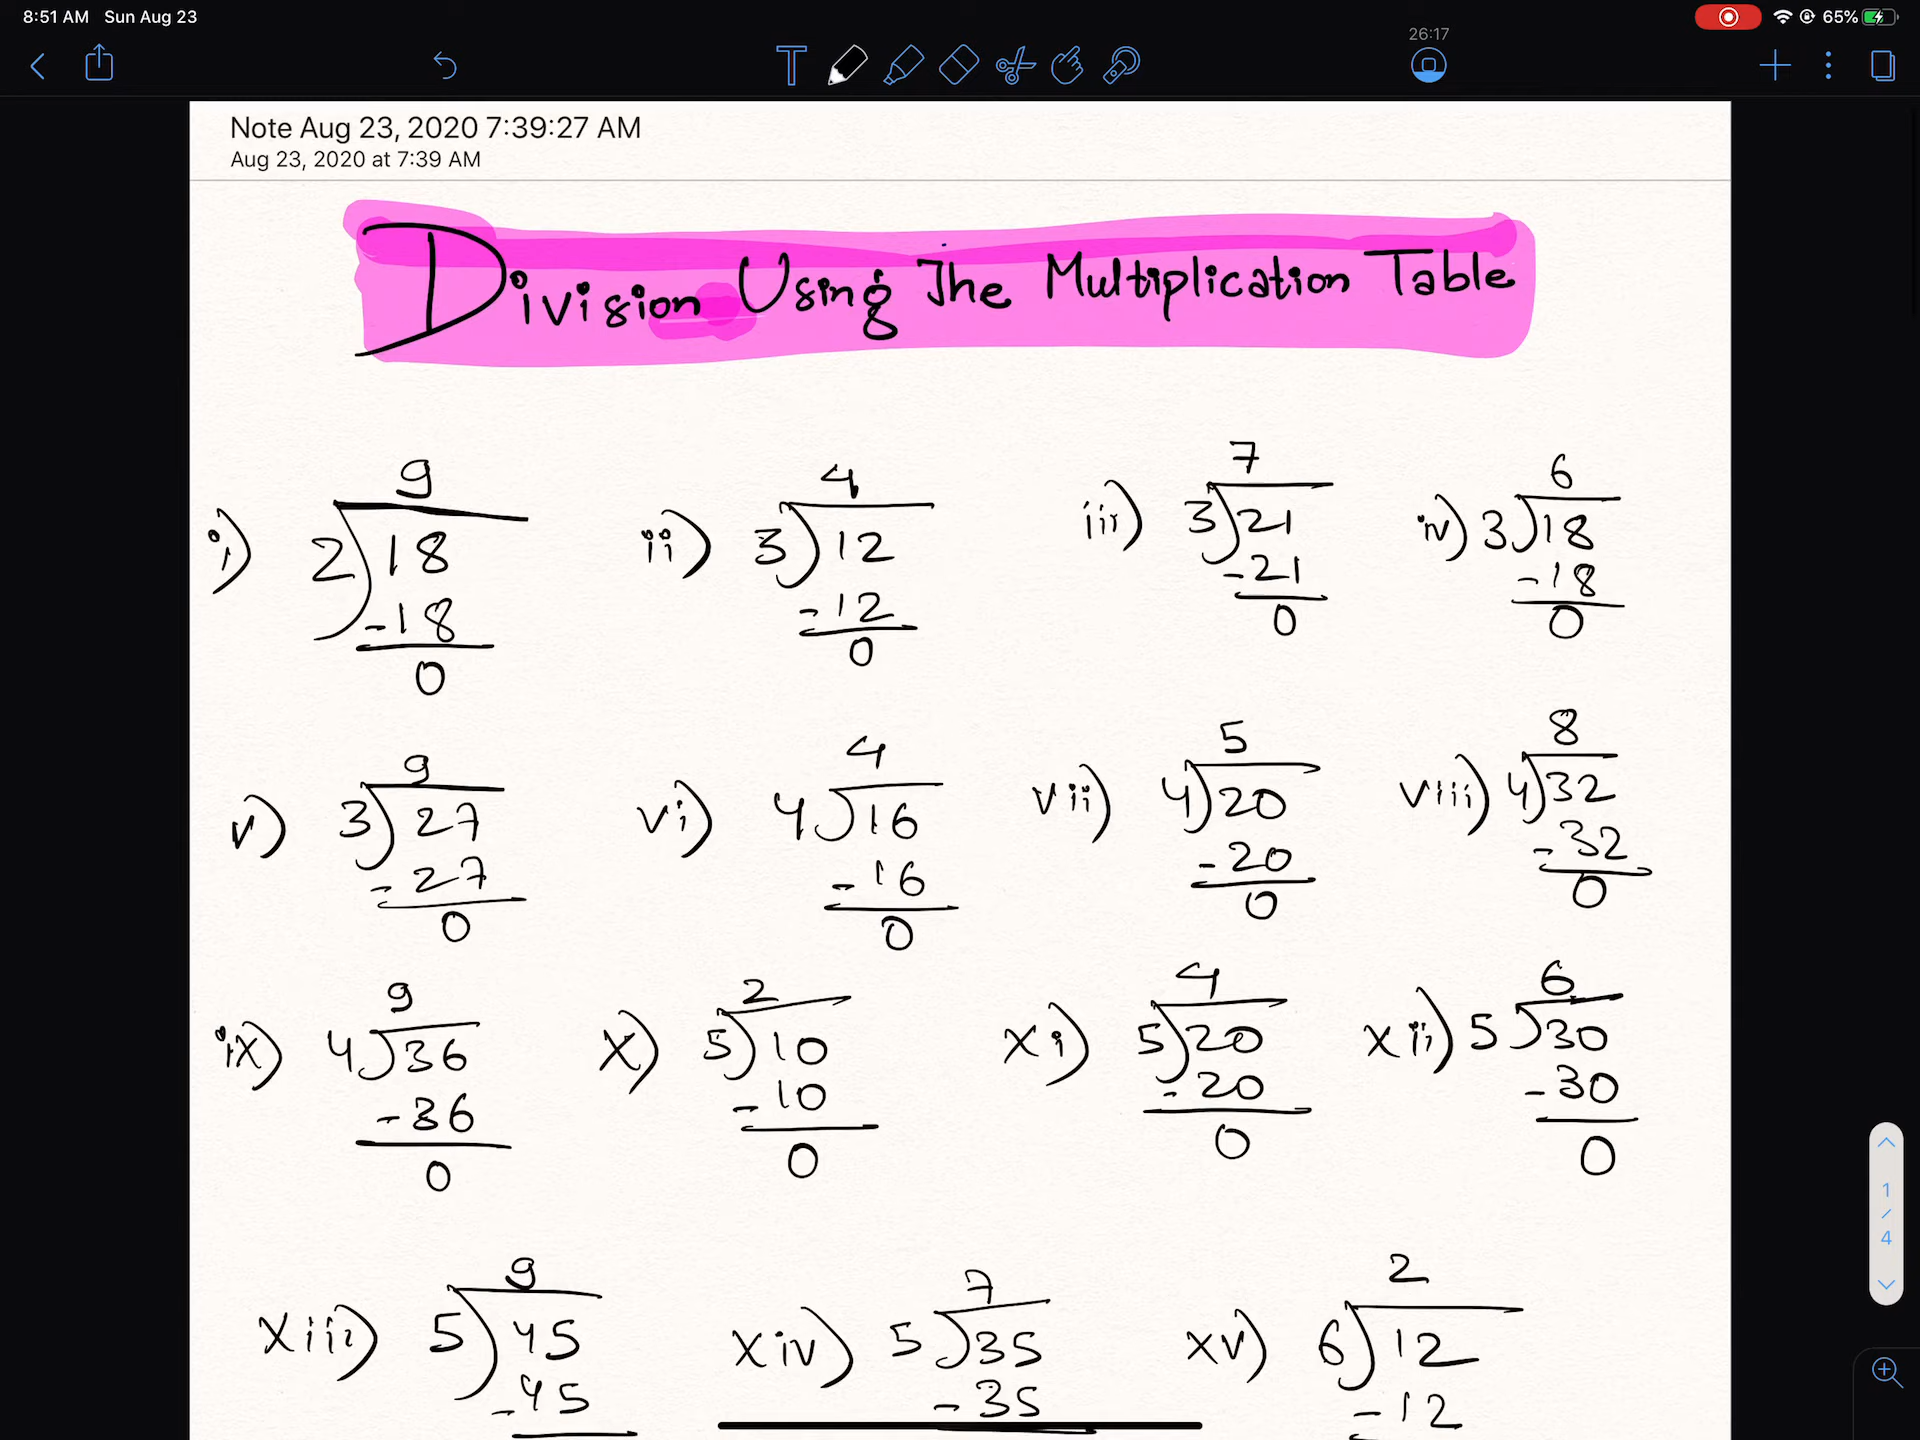 8:51 AM Sun Aug 23
65%
26:17
Note Aug 23, 2020 7:39:27 AM
Aug 23, 2020 at 7:39 AM
Division Using The Multiplication Table
9 4 7 6
i) 2)18 ii) 3)12 iii) 3)21 iv) 3)18
-18 -12 -21 -18
0 0 0 0
9 4 5 8
v) 3)27 vi) 4)16 vii) 4)20 viii) 4)32
-27 -16 -20 -32
0 0 0 0
9 2 4 6
ix) 4)36 x) 5)10 xi) 5)20 xii) 5)30
-36 -10 -20 -30
0 0 0 0
9 7 2
xiii) 5)45 xiv) 5)35 xv) 6)12
-45 -35 -12
1
/
4